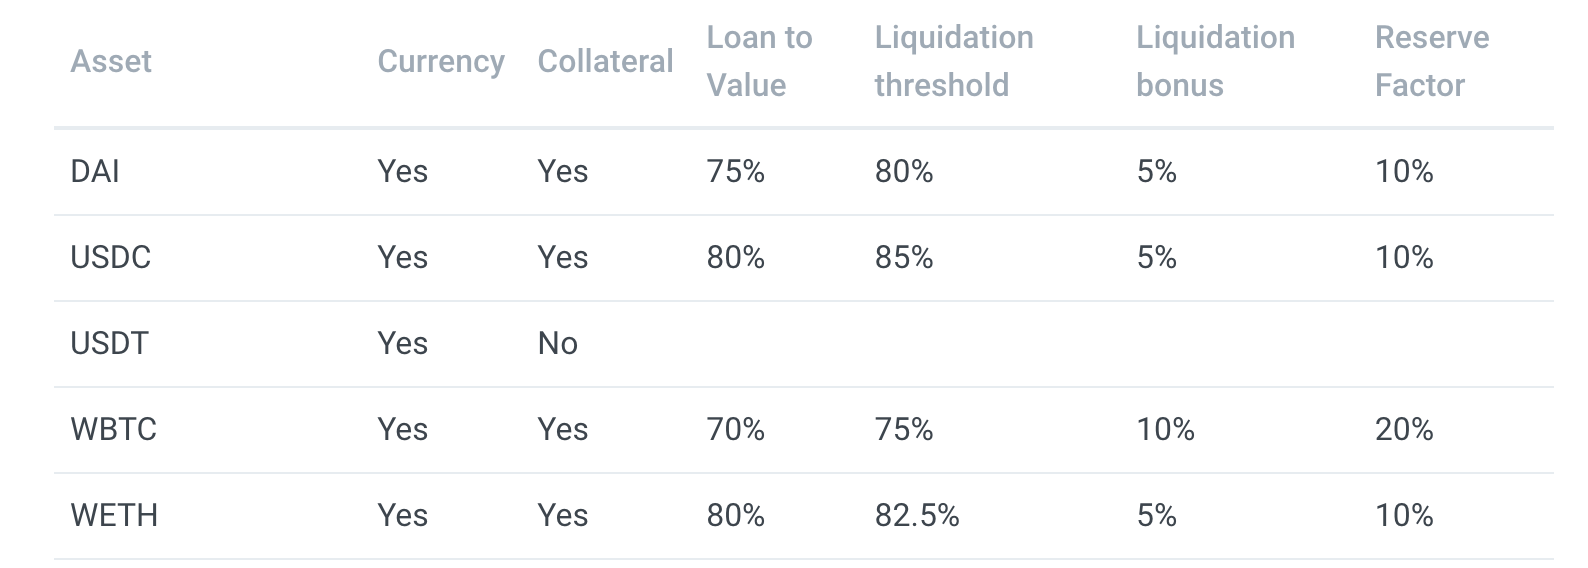 Asset Currency Collateral Loan to Value Liquidation threshold Liquidation bonus Reserve Factor
DAI Yes Yes 75% 80% 5% 10%
USDC Yes Yes 80% 85% 5% 10%
USDT Yes No
WBTC Yes Yes 70% 75% 10% 20%
WETH Yes Yes 80% 82.5% 5% 10%